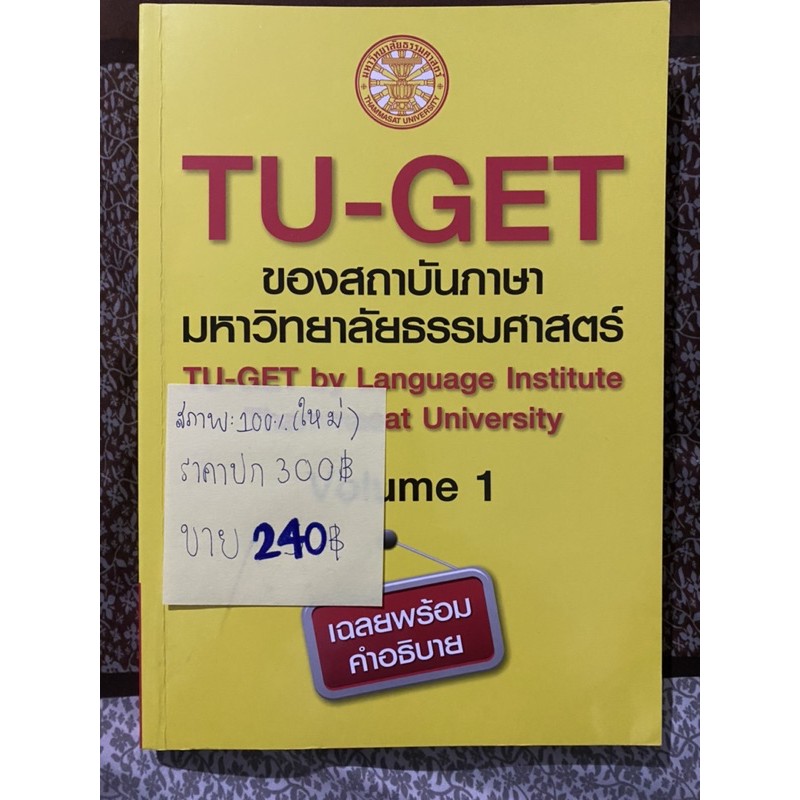 มหาวิทยาลัยธรรมศาสตร์
THAMMASAT UNIVERSITY
TU-GET
ของสถาบันภาษา
มหาวิทยาลัยธรรมศาสตร์
TU-GET by Language Institute
University
Volume 1
สภาพ: 100% (ใหม่)
ราคาปก 300฿
ขาย 240฿
เฉลยพร้อม
คำอธิบาย